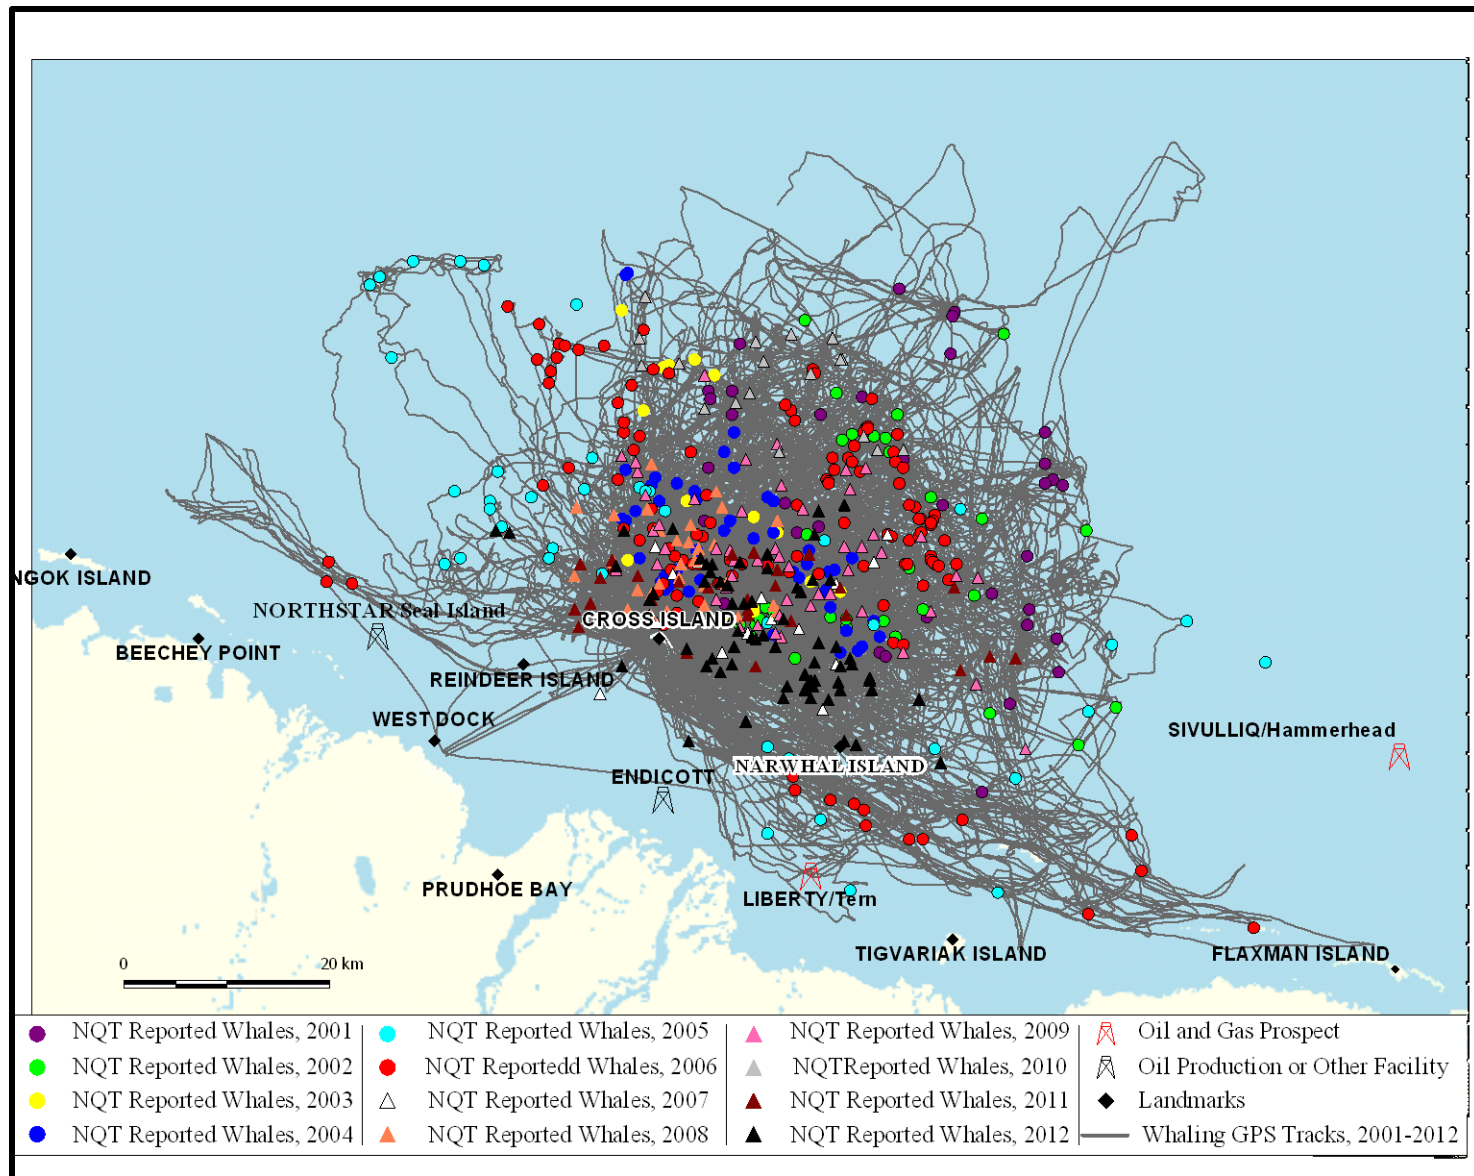 NGOK ISLAND
NORTHSTAR Seal Island
CROSS ISLAND
BEECHEY POINT
REINDEER ISLAND
WEST DOCK
SIVULLIQ/Hammerhead
NARWHAL ISLAND
ENDICOTT
PRUDHOE BAY
LIBERTY/Tern
TIGVARIAK ISLAND
FLAXMAN ISLAND
0 20 km
NQT Reported Whales, 2001
NQT Reported Whales, 2002
NQT Reported Whales, 2003
NQT Reported Whales, 2004
NQT Reported Whales, 2005
NQT Reportedd Whales, 2006
NQT Reported Whales, 2007
NQT Reported Whales, 2008
NQT Reported Whales, 2009
NQTReported Whales, 2010
NQT Reported Whales, 2011
NQT Reported Whales, 2012
Oil and Gas Prospect
Oil Production or Other Facility
Landmarks
Whaling GPS Tracks, 2001-2012